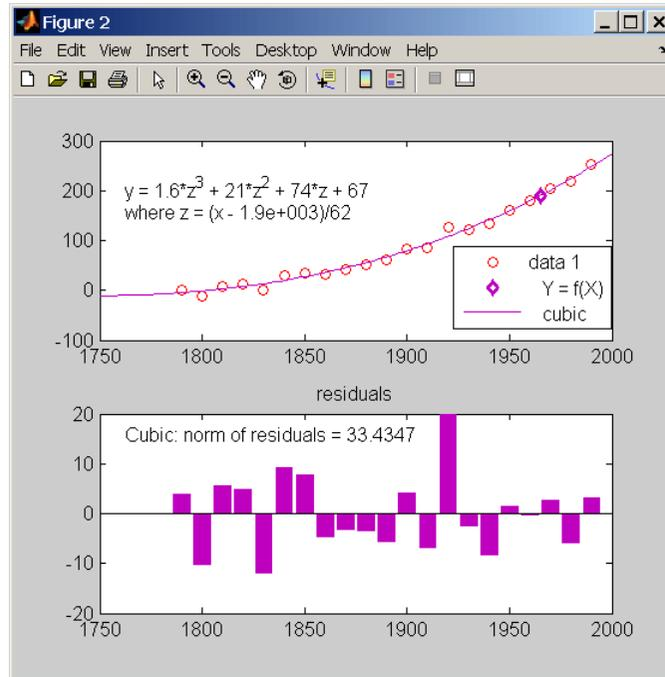 Figure 2
File Edit View Insert Tools Desktop Window Help
300
200
100
0
-100
y = 1.6*z^3 + 21*z^2 + 74*z + 67
where z = (x - 1.9e+003)/62
data 1
Y = f(X)
cubic
1750 1800 1850 1900 1950 2000
residuals
20
10
0
-10
-20
Cubic: norm of residuals = 33.4347
1750 1800 1850 1900 1950 2000